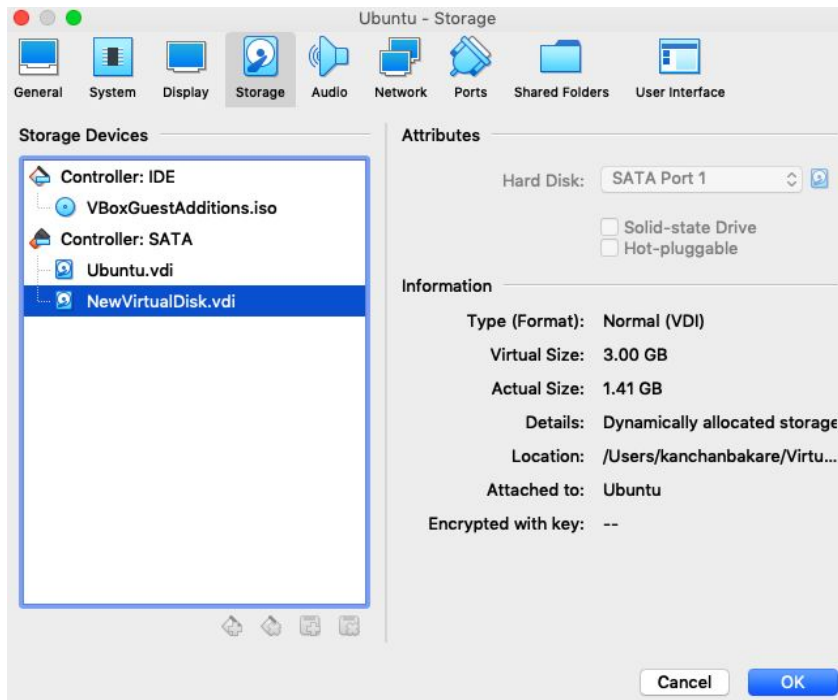 Ubuntu - Storage
General System Display Storage Audio Network Ports Shared Folders User Interface
Storage Devices
Controller: IDE
VBoxGuestAdditions.iso
Controller: SATA
Ubuntu.vdi
NewVirtualDisk.vdi
Attributes
Hard Disk: SATA Port 1
Solid-state Drive
Hot-pluggable
Information
Type (Format): Normal (VDI)
Virtual Size: 3.00 GB
Actual Size: 1.41 GB
Details: Dynamically allocated storage
Location: /Users/kanchanbakare/Virtu...
Attached to: Ubuntu
Encrypted with key: --
Cancel OK